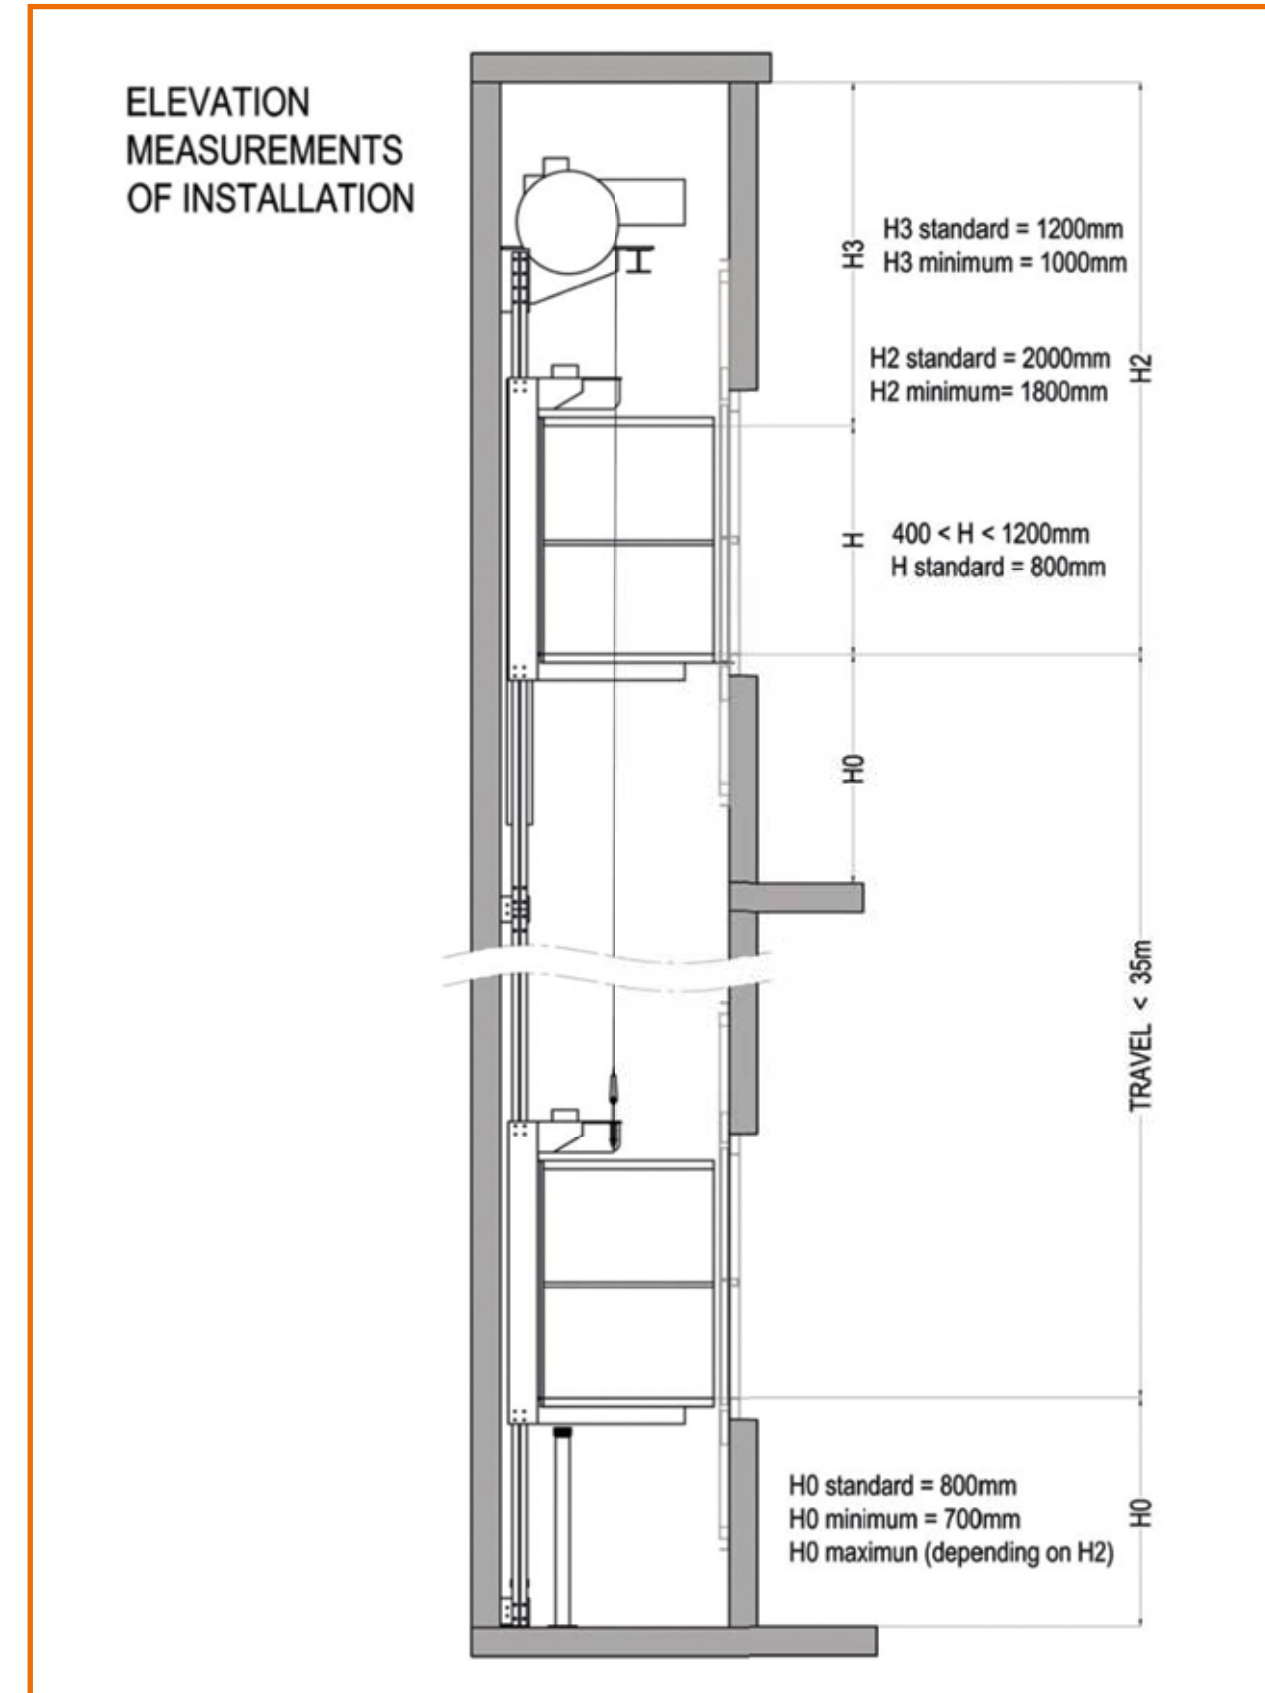 ELEVATION
MEASUREMENTS
OF INSTALLATION
H3
H3 standard = 1200mm
H3 minimum = 1000mm
H2 standard = 2000mm
H2 minimum= 1800mm
H2
H
400 < H < 1200mm
H standard = 800mm
H0
TRAVEL < 35m
H0 standard = 800mm
H0 minimum = 700mm
H0 maximun (depending on H2)
H0